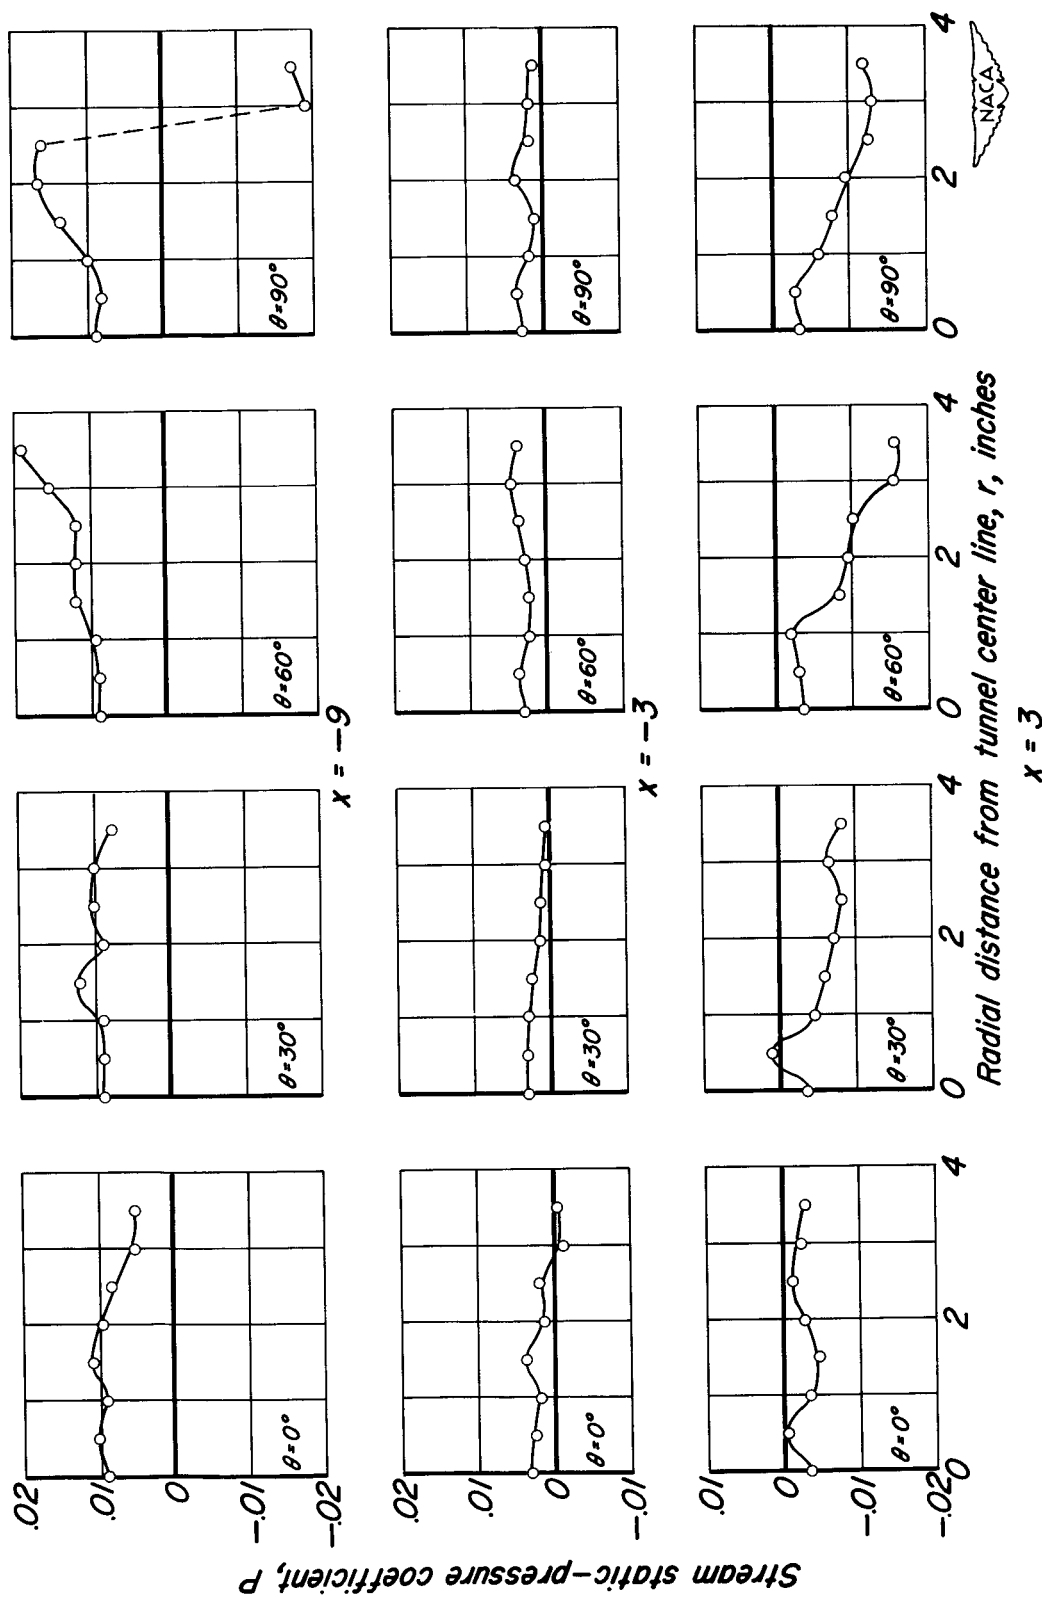 Stream static-pressure coefficient, P
.02
.01
0
-.01
-.02
θ=0°
θ=30°
θ=60°
θ=90°
x = -9
.02
.01
0
-.01
θ=0°
θ=30°
θ=60°
θ=90°
x = -3
.01
0
-.01
-.02
θ=0°
θ=30°
θ=60°
θ=90°
0 2 4 0 2 4 0 2 4 0 2 4
Radial distance from tunnel center line, r, inches
x = 3
NACA